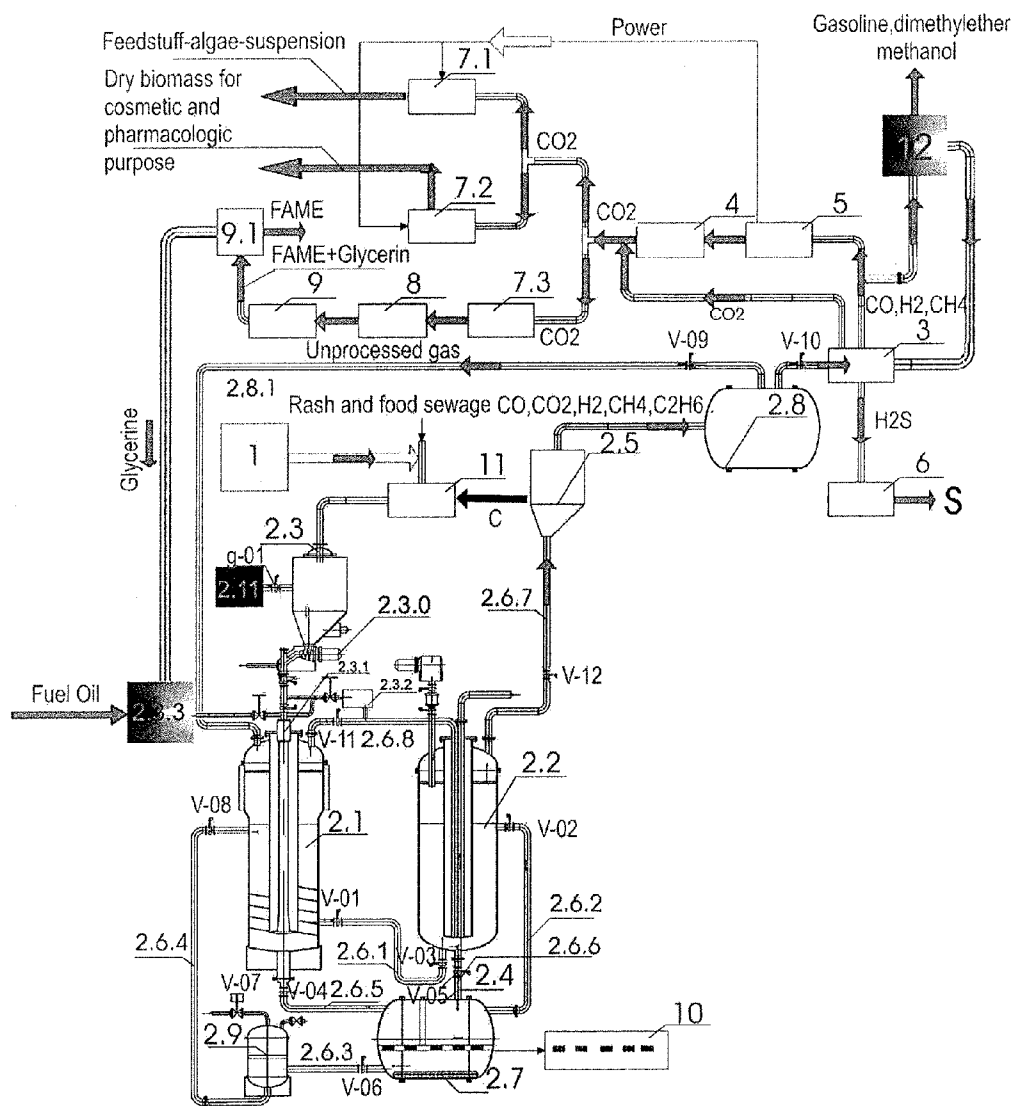 Feedstuff-algae-suspension
Dry biomass for
cosmetic and
pharmacologic
purpose
7.1
Power
Gasoline,dimethylether
methanol
12
CO2
7.2
FAME
9.1
FAME+Glycerin
CO2
4
5
9
8
7.3
CO2
CO2
CO,H2,CH4
Unprocessed gas
V-09
V-10
3
2.8.1
Rash and food sewage CO,CO2,H2,CH4,C2H6..
2.8
H2S
Glycerine
1
11
2.5
6
S
C
2.3
g-01
2.11
2.3.0
2.6.7
2.3.1
V-12
Fuel Oil
2.3.3
2.3.2
V-11
2.6.8
2.2
V-08
2.1
V-02
V-01
2.6.2
2.6.4
2.6.1
V-03
2.6.6
V-07
V-04
2.6.5
V-05
2.4
10
2.9
2.6.3
V-06
2.7